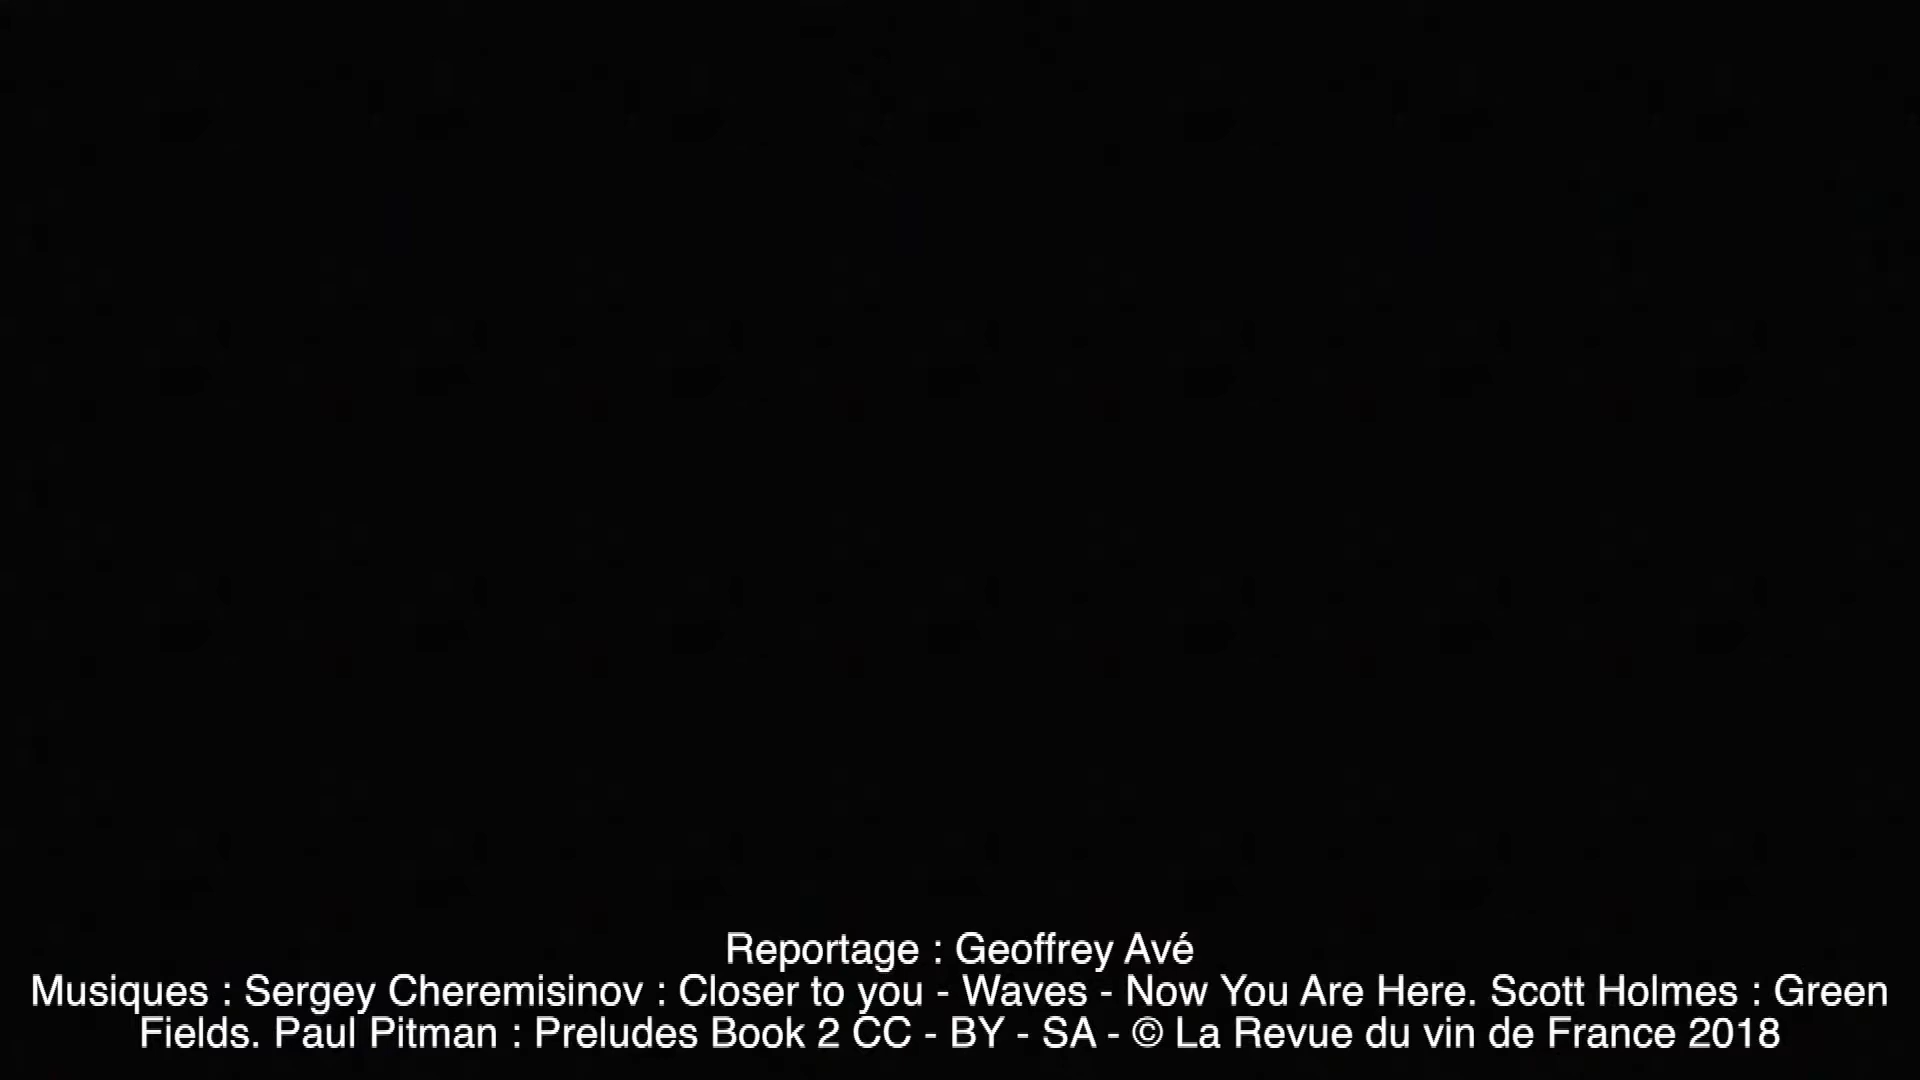 Reportage : Geoffrey Avé
Musiques : Sergey Cheremisinov : Closer to you - Waves - Now You Are Here. Scott Holmes : Green
Fields. Paul Pitman : Preludes Book 2 CC - BY - SA - © La Revue du vin de France 2018